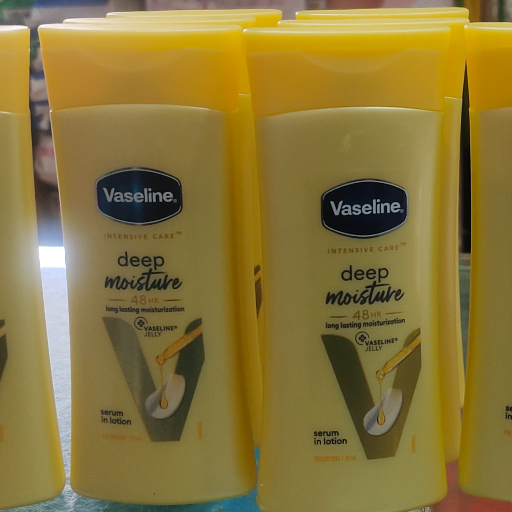 Vaseline®
INTENSIVE CARE™
deep
moisture
48HR
long lasting moisturization
VASELINE®
JELLY
serum
in lotion
Vaseline®
INTENSIVE CARE™
deep
moisture
48HR
long lasting moisturization
VASELINE®
JELLY
serum
in lotion